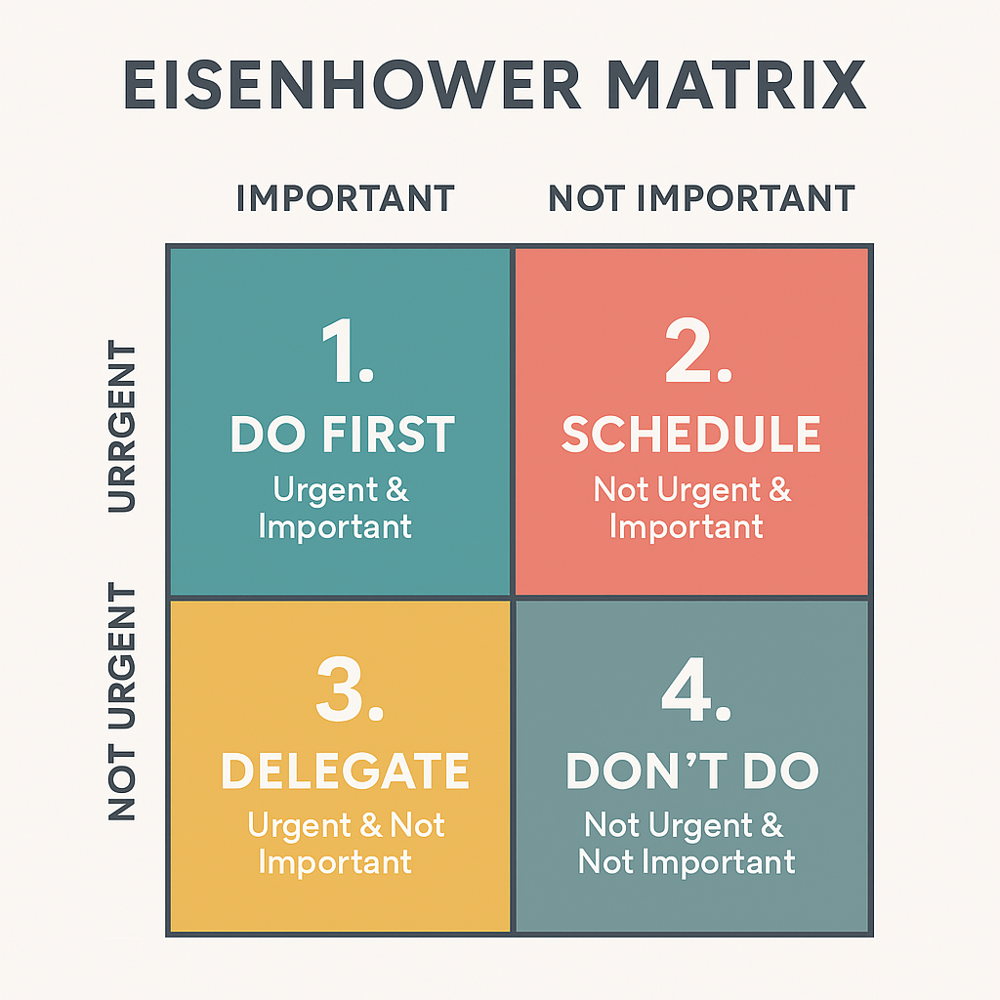 EISENHOWER MATRIX
IMPORTANT
NOT IMPORTANT
URRGENT
1.
DO FIRST
Urgent &
Important
2.
SCHEDULE
Not Urgent &
Important
NOT URGENT
3.
DELEGATE
Urgent & Not
Important
4.
DON’T DO
Not Urgent &
Not Important